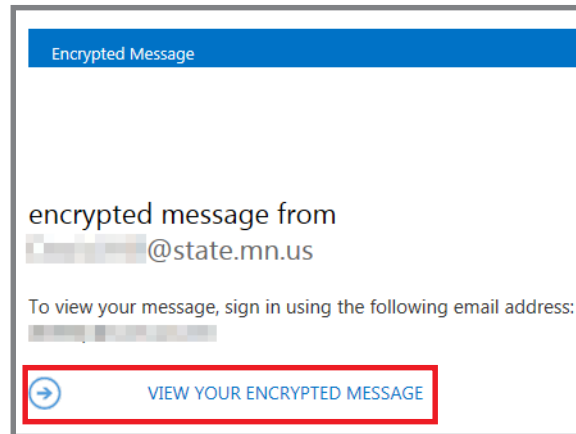 Encrypted Message
encrypted message from
@state.mn.us
To view your message, sign in using the following email address:
VIEW YOUR ENCRYPTED MESSAGE